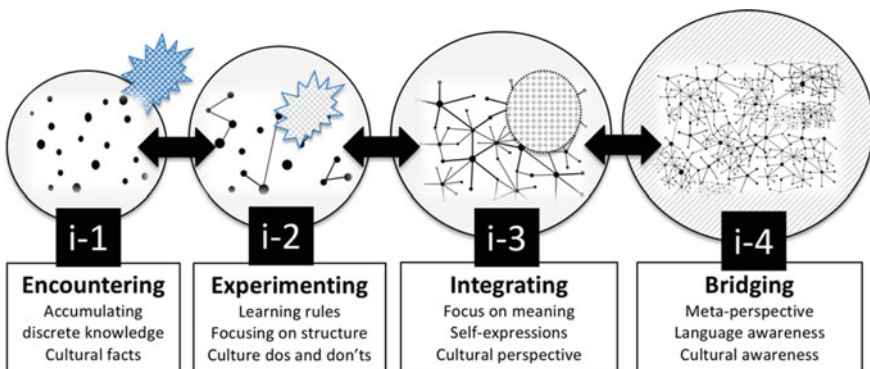 i-1
i-2
i-3
i-4
Encountering
Accumulating
discrete knowledge
Cultural facts
Experimenting
Learning rules
Focusing on structure
Culture dos and don'ts
Integrating
Focus on meaning
Self-expressions
Cultural perspective
Bridging
Meta-perspective
Language awareness
Cultural awareness